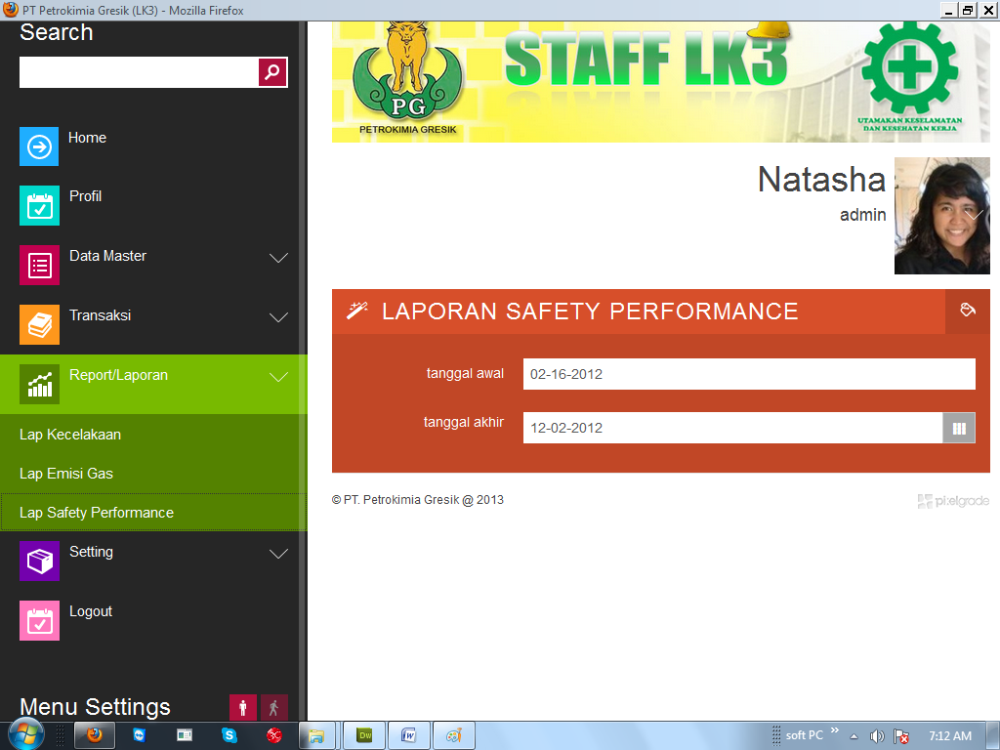 PT Petrokimia Gresik (LK3) - Mozilla Firefox
Search
Home
Profil
Data Master
Transaksi
Report/Laporan
Lap Kecelakaan
Lap Emisi Gas
Lap Safety Performance
Setting
Logout
Menu Settings
PG
PETROKIMIA GRESIK
STAFF LK3
UTAMAKAN KESELAMATAN
DAN KESEHATAN KERJA
Natasha
admin
LAPORAN SAFETY PERFORMANCE
tanggal awal
02-16-2012
tanggal akhir
12-02-2012
© PT. Petrokimia Gresik @ 2013
pixelgrade
Dw
W
soft PC
7:12 AM